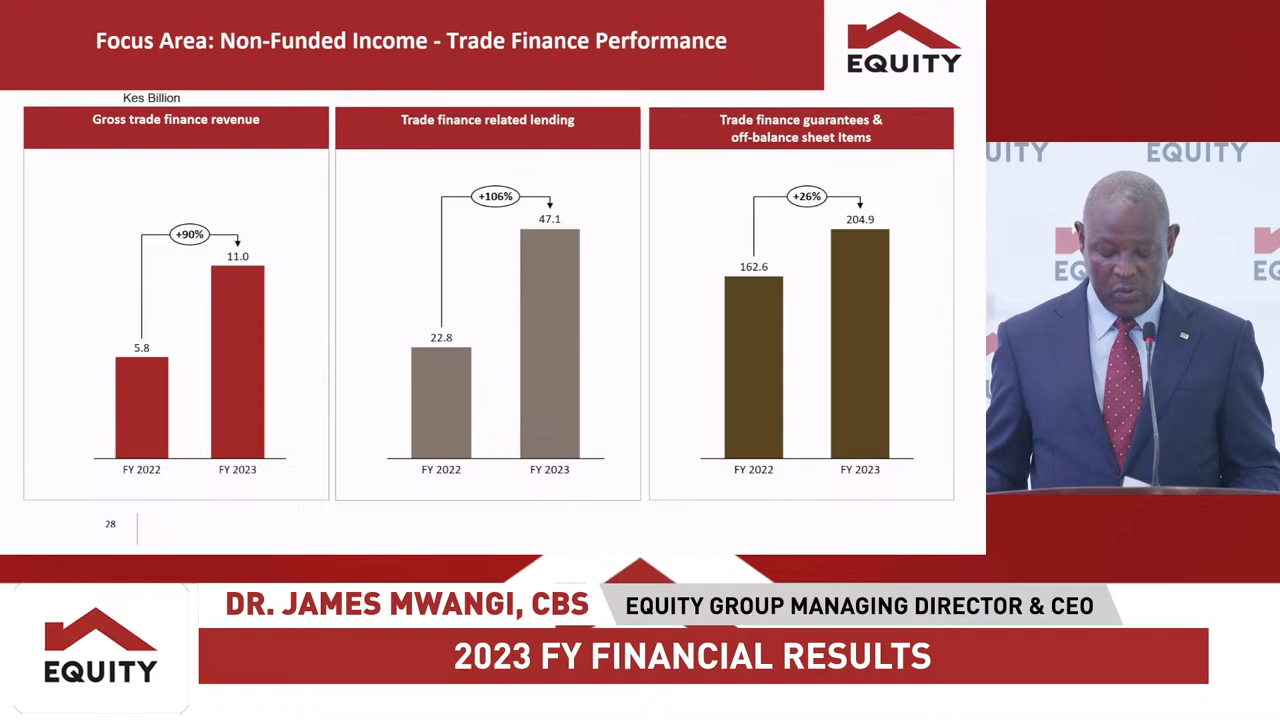 Focus Area: Non-Funded Income - Trade Finance Performance
EQUITY
Kes Billion
Gross trade finance revenue
+90%
5.8
11.0
FY 2022
FY 2023
Trade finance related lending
+106%
22.8
47.1
FY 2022
FY 2023
Trade finance guarantees &
off-balance sheet Items
+26%
162.6
204.9
FY 2022
FY 2023
28
UITY
EQUITY
EQ
EQ
DR. JAMES MWANGI, CBS
EQUITY GROUP MANAGING DIRECTOR & CEO
EQUITY
2023 FY FINANCIAL RESULTS